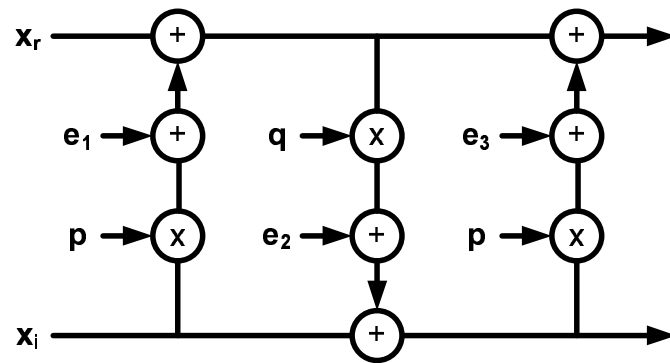 xr + +
e1 + q x e3 +
p x e2 + p x
xi +